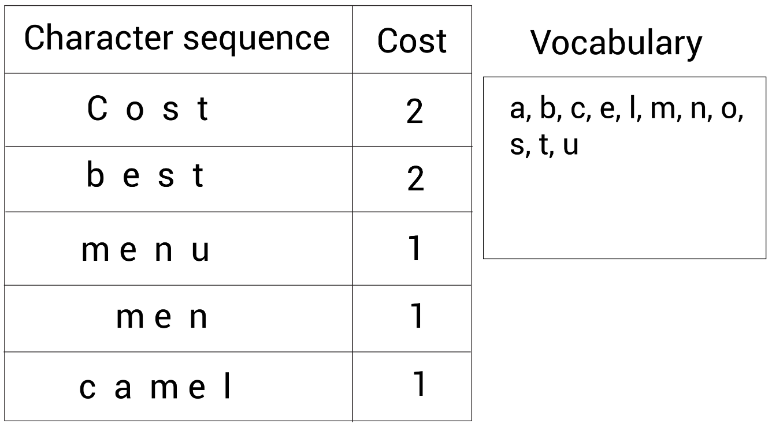 Character sequence Cost
C o s t 2
b e s t 2
m e n u 1
m e n 1
c a m e l 1
Vocabulary
a, b, c, e, l, m, n, o,
s, t, u